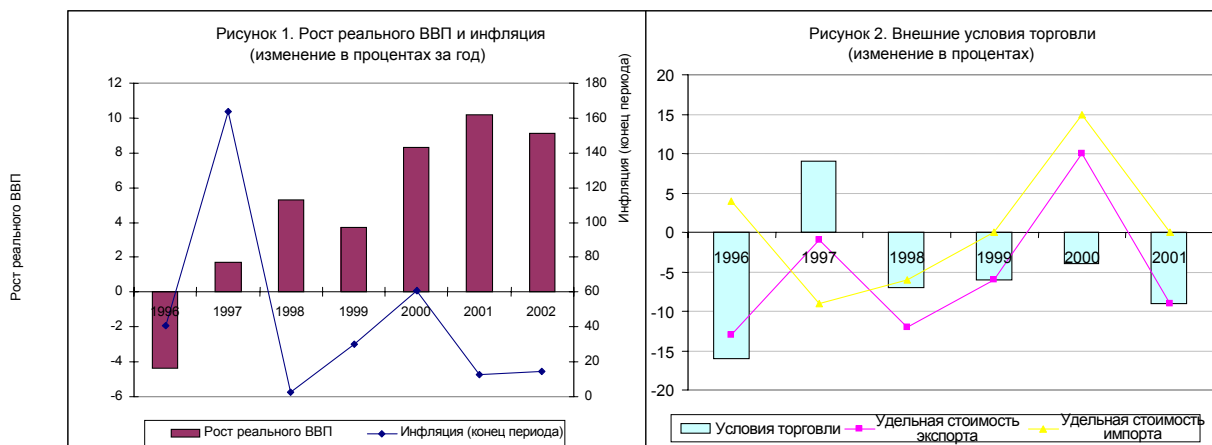 Рисунок 1. Рост реального ВВП и инфляция
(изменение в процентах за год)
Рост реального ВВП
12
10
8
6
4
2
0
-2
-4
-6
180
160
140
120
100
80
60
40
20
0
Инфляция (конец периода)
1996 1997 1998 1999 2000 2001 2002
Рост реального ВВП Инфляция (конец периода)
Рисунок 2. Внешние условия торговли
(изменение в процентах)
20
15
10
5
0
-5
-10
-15
-20
1996 1997 1998 1999 2000 2001
Условия торговли Удельная стоимость экспорта Удельная стоимость импорта